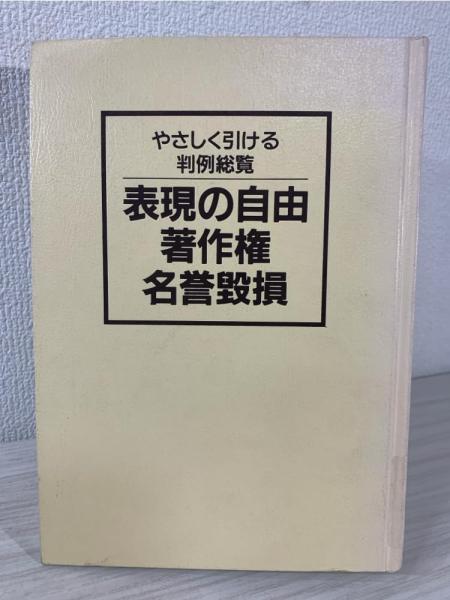 やさしく引ける
判例総覧
表現の自由
著作権
名誉毀損